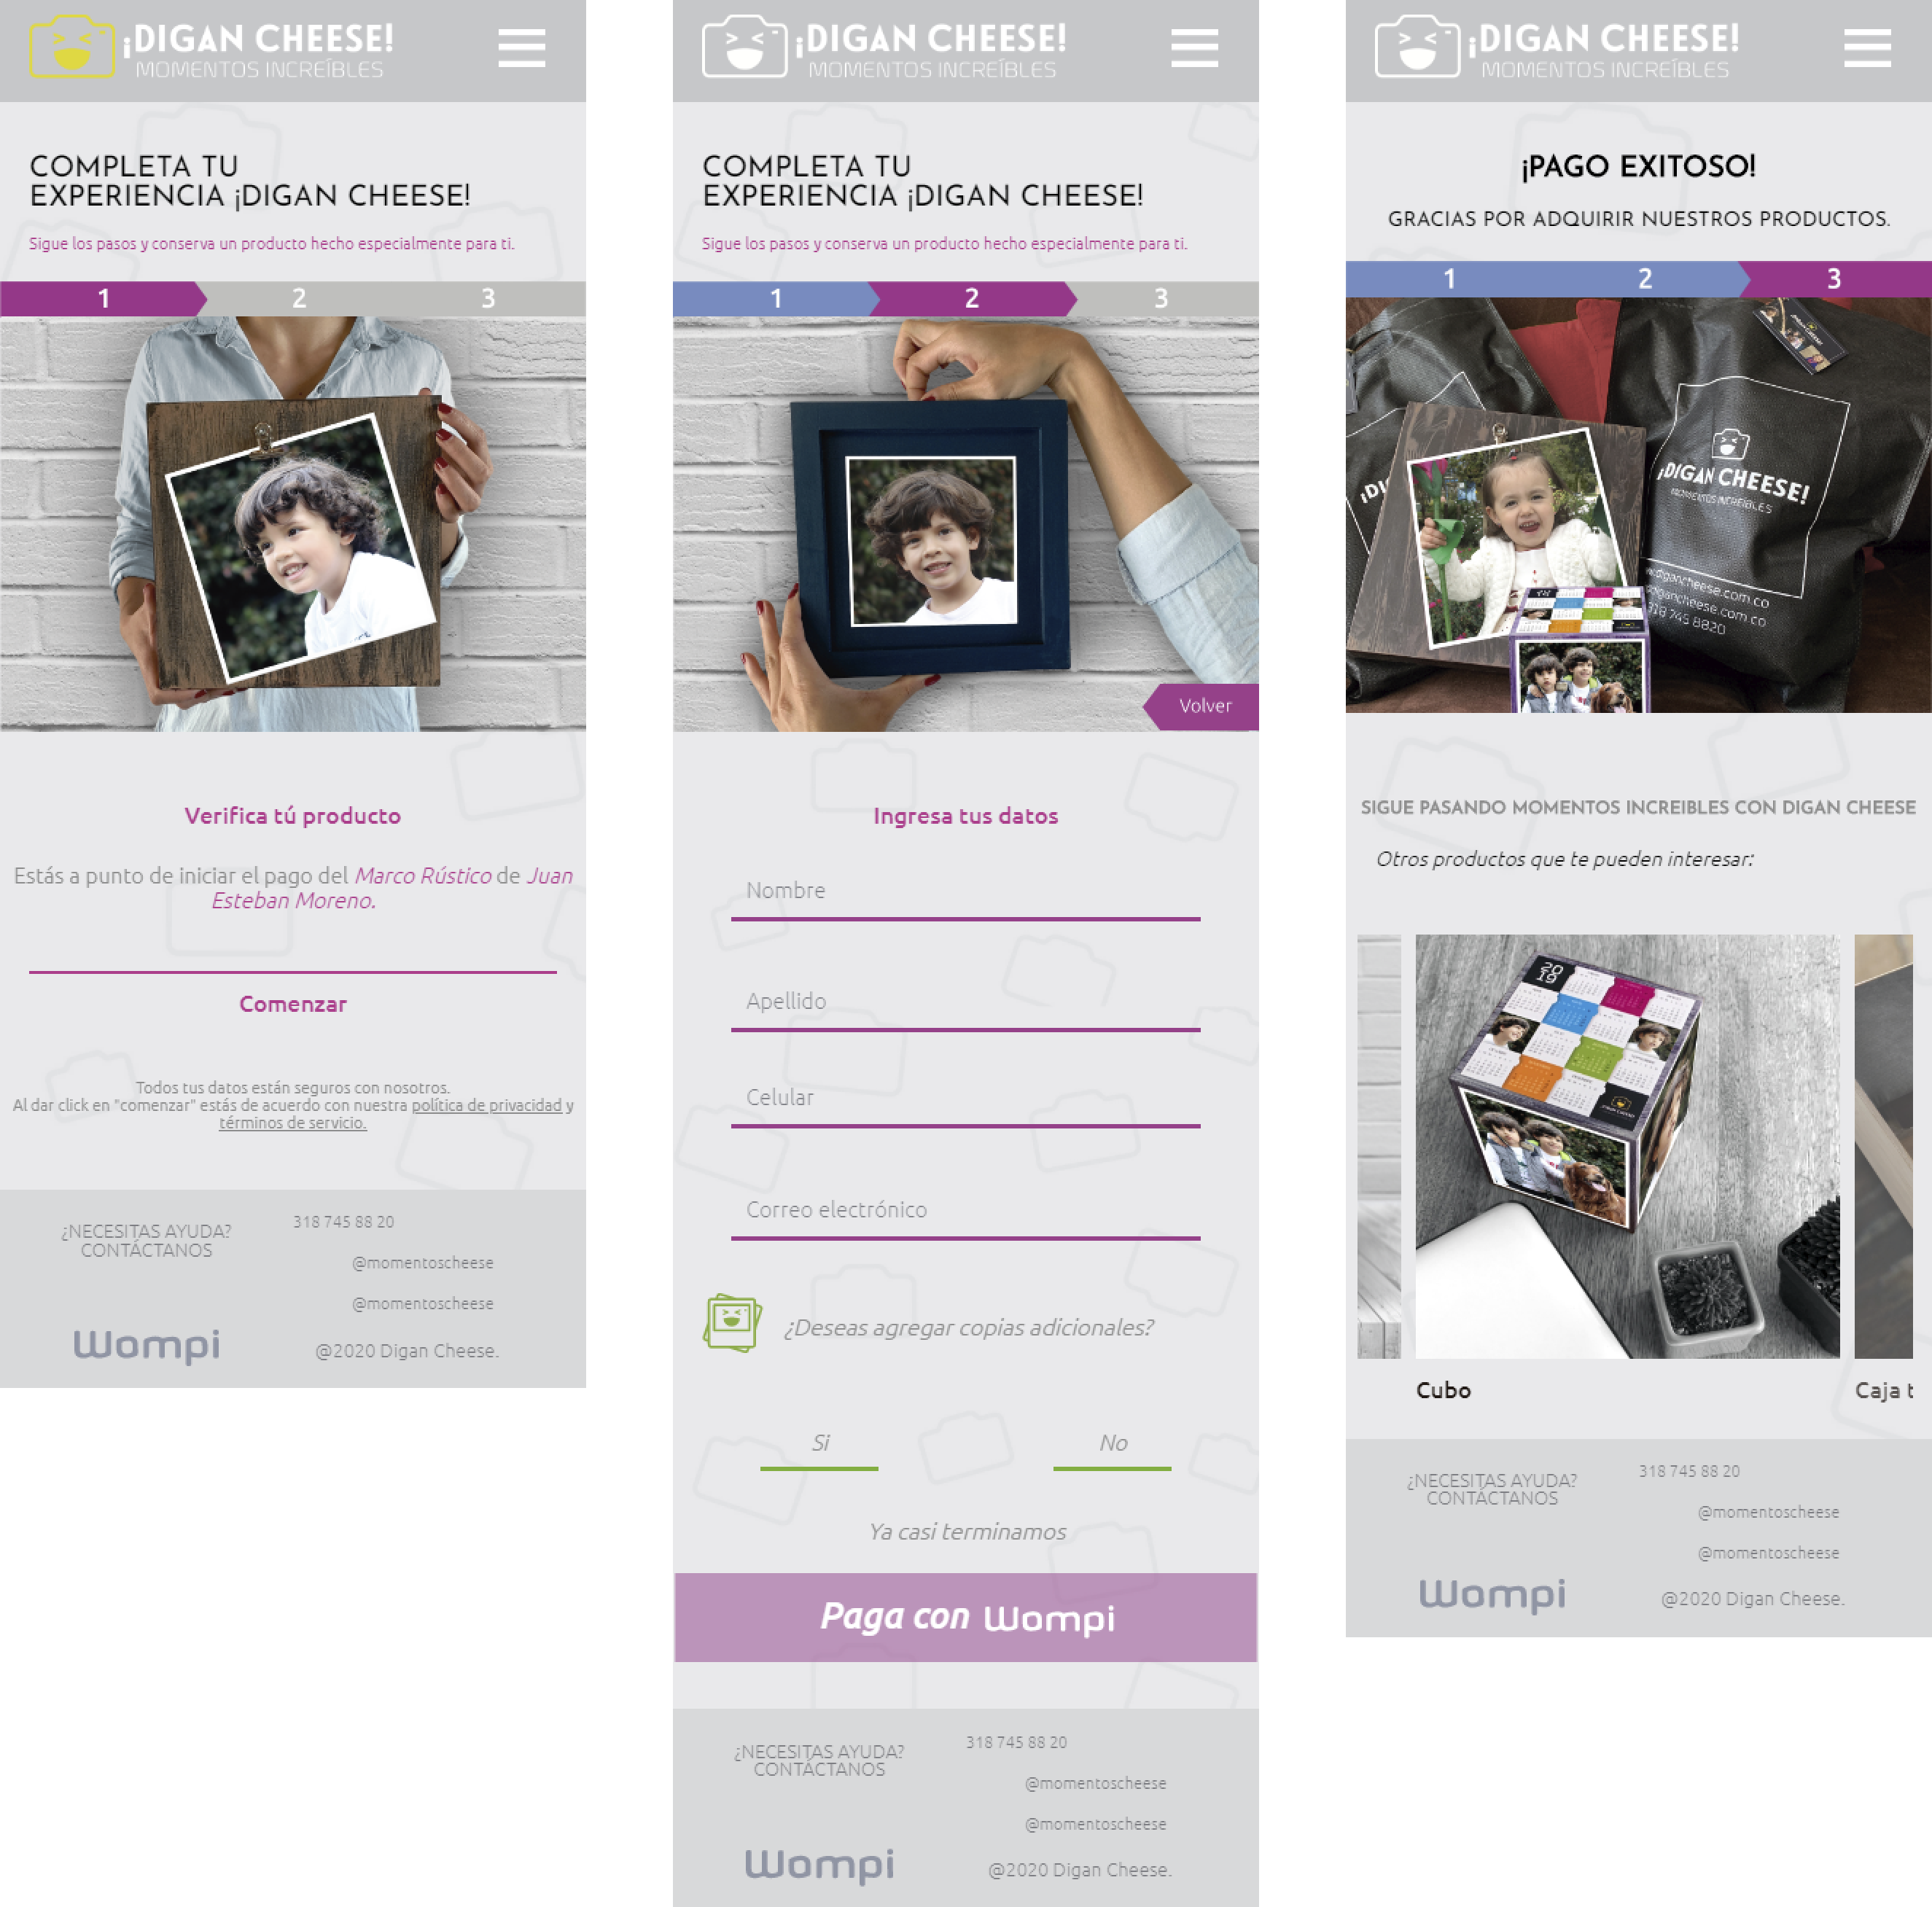 ¡DIGAN CHEESE!
MOMENTOS INCREÍBLES
COMPLETA TU
EXPERIENCIA ¡DIGAN CHEESE!
Sigue los pasos y conserva un producto hecho especialmente para ti.
1 2 3
Verifica tú producto
Estás a punto de iniciar el pago del Marco Rústico de Juan
Esteban Moreno.
Comenzar
Todos tus datos están seguros con nosotros.
Al dar click en "comenzar" estás de acuerdo con nuestra política de privacidad y
términos de servicio.
¿NECESITAS AYUDA?
CONTÁCTANOS
318 745 88 20
@momentoscheese
@momentoscheese
Wompi
@2020 Digan Cheese.
¡DIGAN CHEESE!
MOMENTOS INCREÍBLES
COMPLETA TU
EXPERIENCIA ¡DIGAN CHEESE!
Sigue los pasos y conserva un producto hecho especialmente para ti.
1 2 3
Volver
Ingresa tus datos
Nombre
Apellido
Celular
Correo electrónico
¿Deseas agregar copias adicionales?
Si No
Ya casi terminamos
Paga con Wompi
¿NECESITAS AYUDA?
CONTÁCTANOS
318 745 88 20
@momentoscheese
@momentoscheese
Wompi
@2020 Digan Cheese.
¡DIGAN CHEESE!
MOMENTOS INCREÍBLES
¡PAGO EXITOSO!
GRACIAS POR ADQUIRIR NUESTROS PRODUCTOS.
1 2 3
¡DIGAN CHEESE!
MOMENTOS INCREÍBLES
digancheese.com.co
digancheese.com.co
318 745 8820
SIGUE PASANDO MOMENTOS INCREIBLES CON DIGAN CHEESE
Otros productos que te pueden interesar:
2019
Cubo
Caja t
¿NECESITAS AYUDA?
CONTÁCTANOS
318 745 88 20
@momentoscheese
@momentoscheese
Wompi
@2020 Digan Cheese.